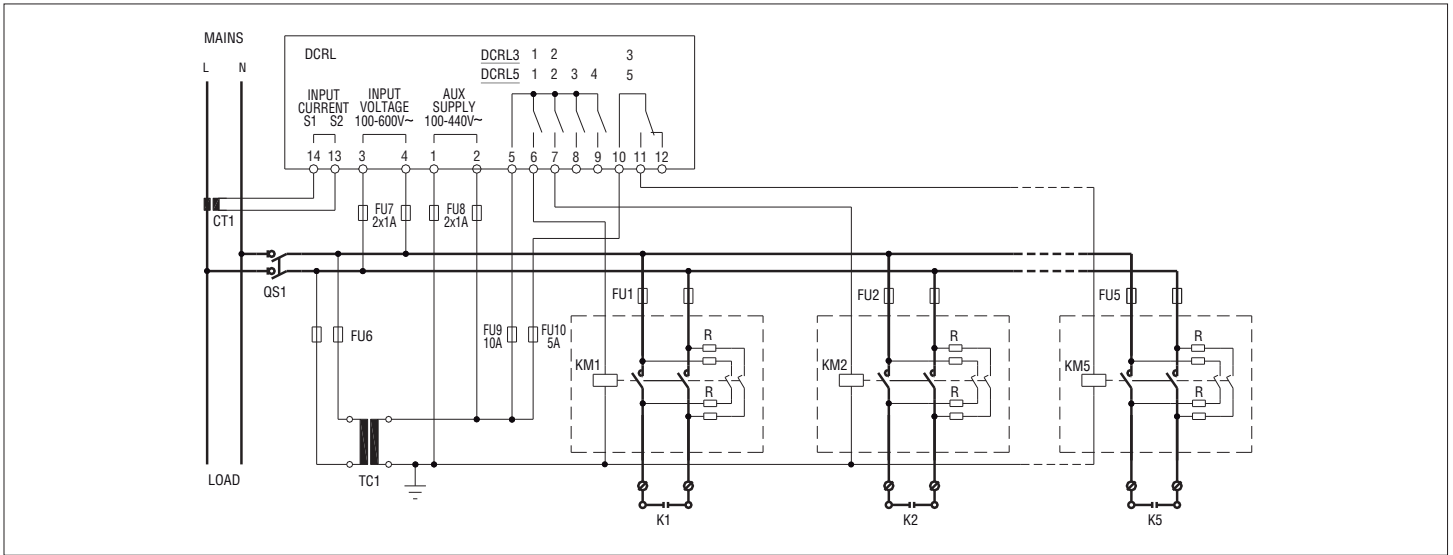 MAINS
L N
DCRL
DCRL3 1 2 3
DCRL5 1 2 3 4 5
INPUT CURRENT
S1 S2
INPUT VOLTAGE
100-600V~
AUX SUPPLY
100-440V~
14 13 3 4 1 2 5 6 7 8 9 10 11 12
CT1
FU7
2x1A
FU8
2x1A
QS1
FU1
FU2
FU5
FU6
FU9
10A
FU10
5A
KM1
R
R
KM2
R
R
KM5
R
R
LOAD
TC1
K1
K2
K5